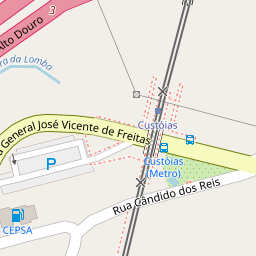 3
Alto Douro
ra da Lomba
General José Vicente de Freitas
Custóias
P
Custóias
(Metro)
Rua Cândido dos Reis
CEPSA